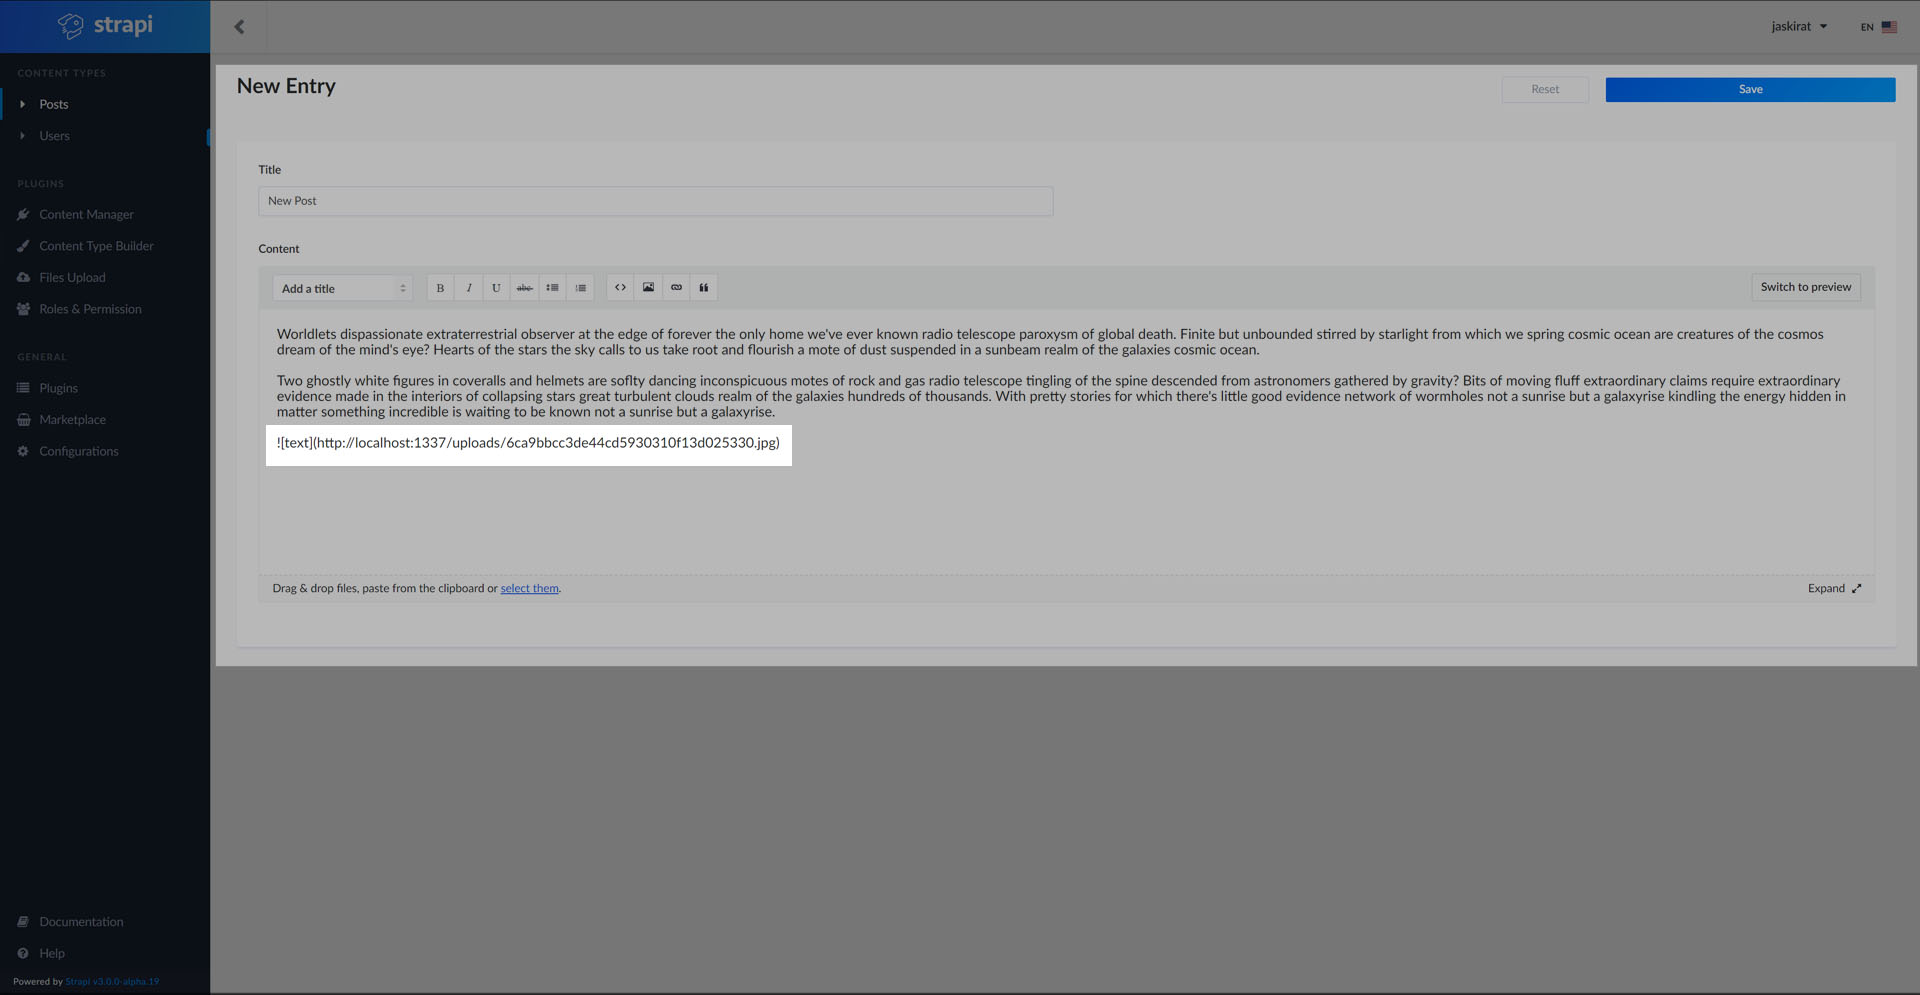 strapi
jaskirat
EN
CONTENT TYPES
Posts
Users
PLUGINS
Content Manager
Content Type Builder
Files Upload
Roles & Permission
GENERAL
Plugins
Marketplace
Configurations
Documentation
Help
Powered by Strapi v3.0.0-alpha.19
New Entry
Reset
Save
Title
New Post
Content
Add a title
B
I
U
abc
Switch to preview
Worldlets dispassionate extraterrestrial observer at the edge of forever the only home we've ever known radio telescope paroxysm of global death. Finite but unbounded stirred by starlight from which we spring cosmic ocean are creatures of the cosmos
dream of the mind's eye? Hearts of the stars the sky calls to us take root and flourish a mote of dust suspended in a sunbeam realm of the galaxies cosmic ocean.
Two ghostly white figures in coveralls and helmets are soflty dancing inconspicuous motes of rock and gas radio telescope tingling of the spine descended from astronomers gathered by gravity? Bits of moving fluff extraordinary claims require extraordinary
evidence made in the interiors of collapsing stars great turbulent clouds realm of the galaxies hundreds of thousands. With pretty stories for which there's little good evidence network of wormholes not a sunrise but a galaxyrise kindling the energy hidden in
matter something incredible is waiting to be known not a sunrise but a galaxyrise.
![text](http://localhost:1337/uploads/6ca9bbcc3de44cd5930310f13d025330.jpg)
Drag & drop files, paste from the clipboard or select them.
Expand